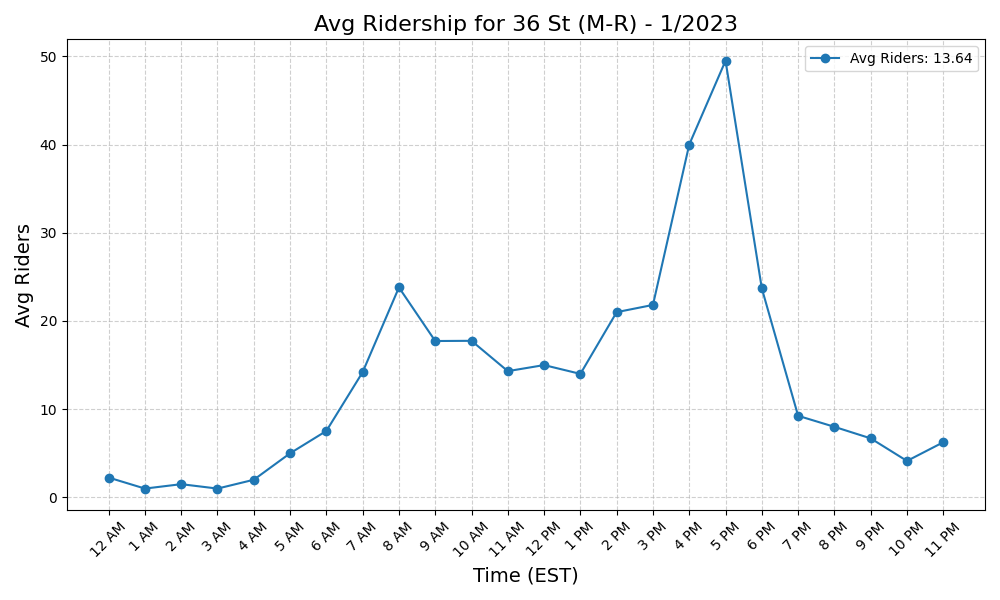 Avg Ridership for 36 St (M-R) - 1/2023
Avg Riders: 13.64
50
40
30
20
10
0
Avg Riders
12 AM
1 AM
2 AM
3 AM
4 AM
5 AM
6 AM
7 AM
8 AM
9 AM
10 AM
11 AM
12 PM
1 PM
2 PM
3 PM
4 PM
5 PM
6 PM
7 PM
8 PM
9 PM
10 PM
11 PM
Time (EST)